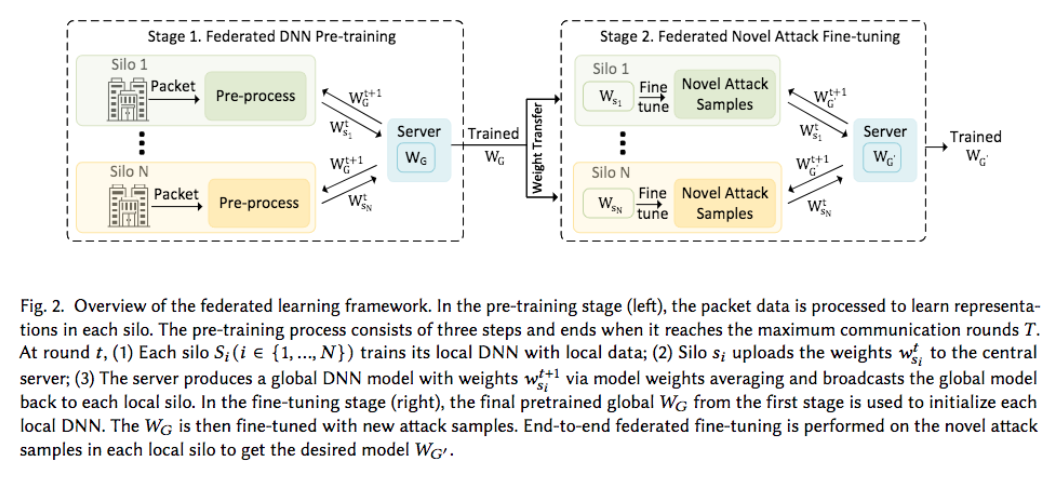 Stage 1. Federated DNN Pre-training
Silo 1
Packet
Pre-process
W_G^{t+1}
W_{s_1}^t
Server
W_G
Silo N
Packet
Pre-process
W_G^{t+1}
W_{s_N}^t
Trained
W_G
Weight Transfer
Stage 2. Federated Novel Attack Fine-tuning
Silo 1
W_{s_1}
Fine
tune
Novel Attack
Samples
W_{G'}^{t+1}
W_{s_1}^t
Server
W_{G'}
Silo N
W_{s_N}
Fine
tune
Novel Attack
Samples
W_{G'}^{t+1}
W_{s_N}^t
Trained
W_{G'}
Fig. 2. Overview of the federated learning framework. In the pre-training stage (left), the packet data is processed to learn representa-
tions in each silo. The pre-training process consists of three steps and ends when it reaches the maximum communication rounds T.
At round t, (1) Each silo S_i (i ∈ {1, ..., N}) trains its local DNN with local data; (2) Silo s_i uploads the weights w_{s_i}^t to the central
server; (3) The server produces a global DNN model with weights w_{s_i}^{t+1} via model weights averaging and broadcasts the global model
back to each local silo. In the fine-tuning stage (right), the final pretrained global W_G from the first stage is used to initialize each
local DNN. The W_G is then fine-tuned with new attack samples. End-to-end federated fine-tuning is performed on the novel attack
samples in each local silo to get the desired model W_{G'}.